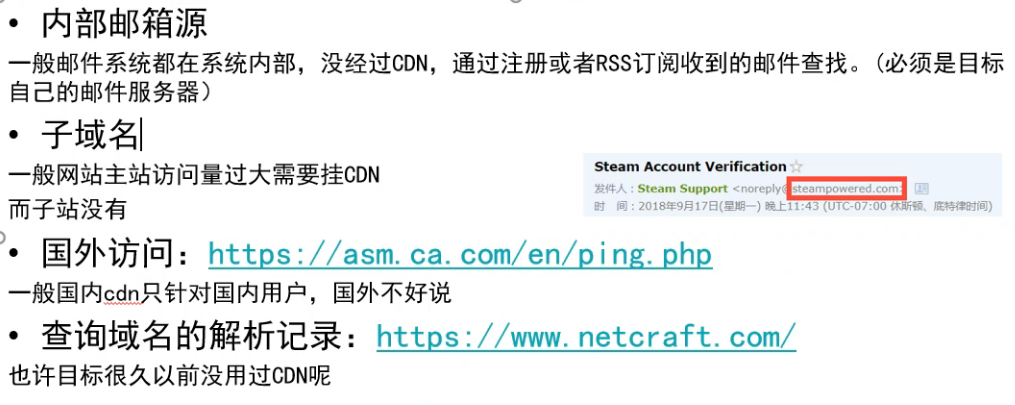 • 内部邮箱源
一般邮件系统都在系统内部，没经过CDN，通过注册或者RSS订阅收到的邮件查找。(必须是目标
自己的邮件服务器）
• 子域名
一般网站主站访问量过大需要挂CDN
而子站没有
Steam Account Verification
发件人：Steam Support <noreply@steampowered.com>
时 间：2018年9月17日(星期一) 晚上11:43 (UTC-07:00 休斯顿、底特律时间)
• 国外访问：https://asm.ca.com/en/ping.php
一般国内cdn只针对国内用户，国外不好说
• 查询域名的解析记录：https://www.netcraft.com/
也许目标很久以前没用过CDN呢